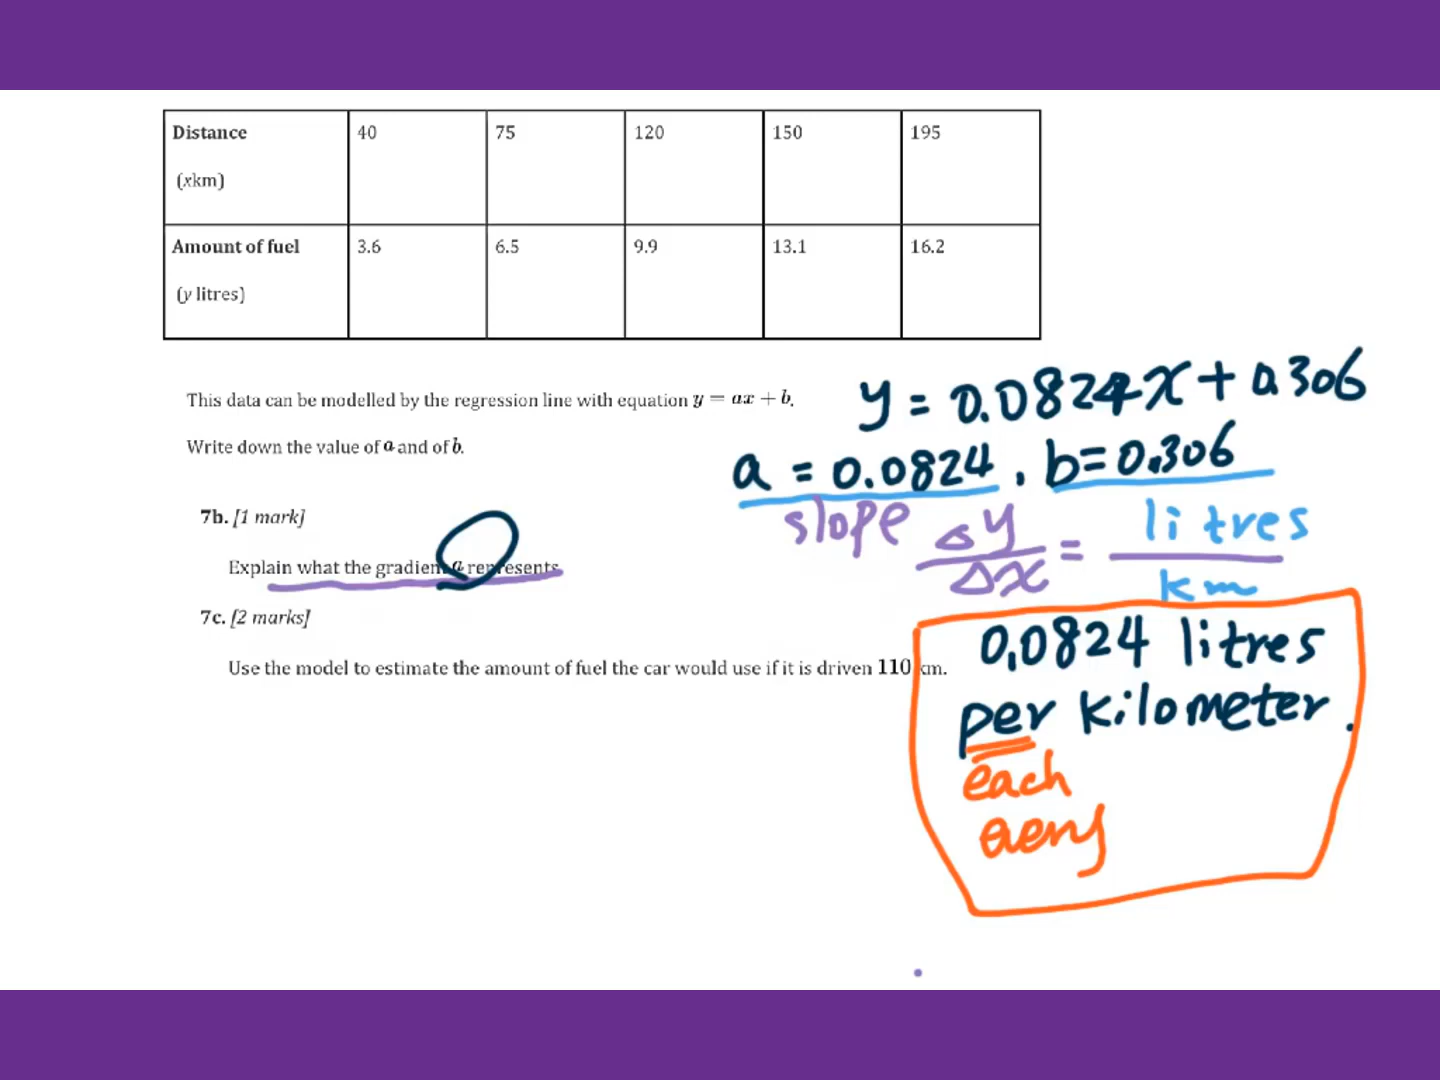 Distance 40 75 120 150 195
(xkm)
Amount of fuel 3.6 6.5 9.9 13.1 16.2
(y litres)
This data can be modelled by the regression line with equation y = ax + b.
y = 0.0824x + 0.306
Write down the value of a and of b.
a = 0.0824, b = 0.306
slope Δy/Δx = litres/km
7b. [1 mark]
Explain what the gradient a represents.
7c. [2 marks]
Use the model to estimate the amount of fuel the car would use if it is driven 110 km.
0.0824 litres
per kilometer.
each